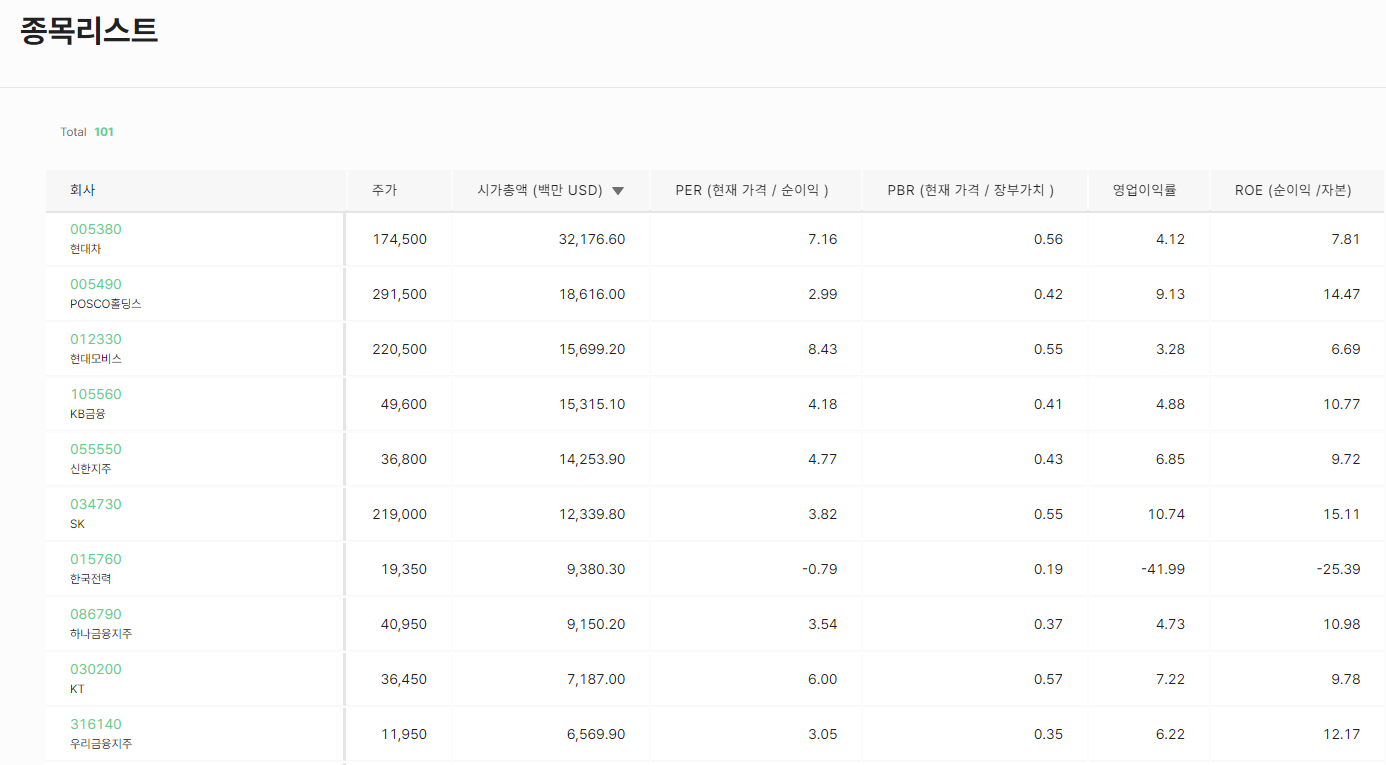 종목리스트
Total 101
회사 주가 시가총액 (백만 USD) ▼ PER (현재 가격 / 순이익 ) PBR (현재 가격 / 장부가치 ) 영업이익률 ROE (순이익 /자본)
005380
현대차 174,500 32,176.60 7.16 0.56 4.12 7.81
005490
POSCO홀딩스 291,500 18,616.00 2.99 0.42 9.13 14.47
012330
현대모비스 220,500 15,699.20 8.43 0.55 3.28 6.69
105560
KB금융 49,600 15,315.10 4.18 0.41 4.88 10.77
055550
신한지주 36,800 14,253.90 4.77 0.43 6.85 9.72
034730
SK 219,000 12,339.80 3.82 0.55 10.74 15.11
015760
한국전력 19,350 9,380.30 -0.79 0.19 -41.99 -25.39
086790
하나금융지주 40,950 9,150.20 3.54 0.37 4.73 10.98
030200
KT 36,450 7,187.00 6.00 0.57 7.22 9.78
316140
우리금융지주 11,950 6,569.90 3.05 0.35 6.22 12.17